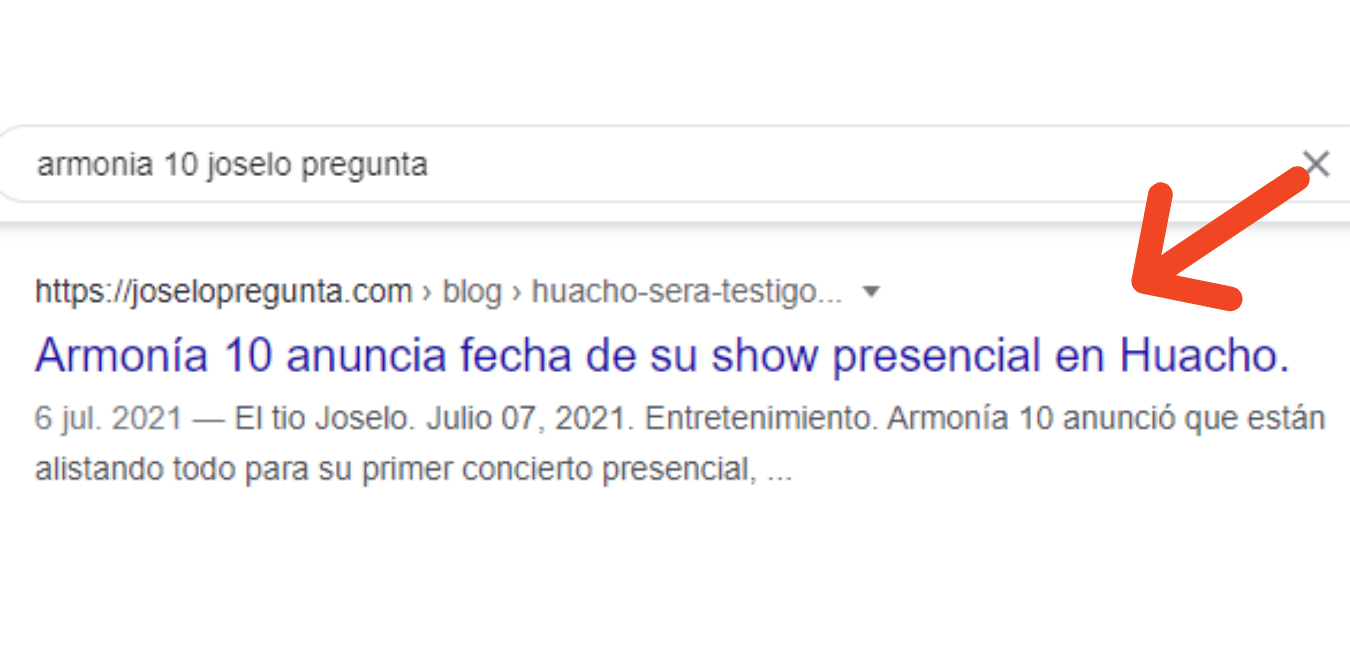 armonia 10 joselo pregunta
https://joselopregunta.com › blog › huacho-sera-testigo...
Armonía 10 anuncia fecha de su show presencial en Huacho.
6 jul. 2021 — El tio Joselo. Julio 07, 2021. Entretenimiento. Armonía 10 anunció que están
alistando todo para su primer concierto presencial, ...